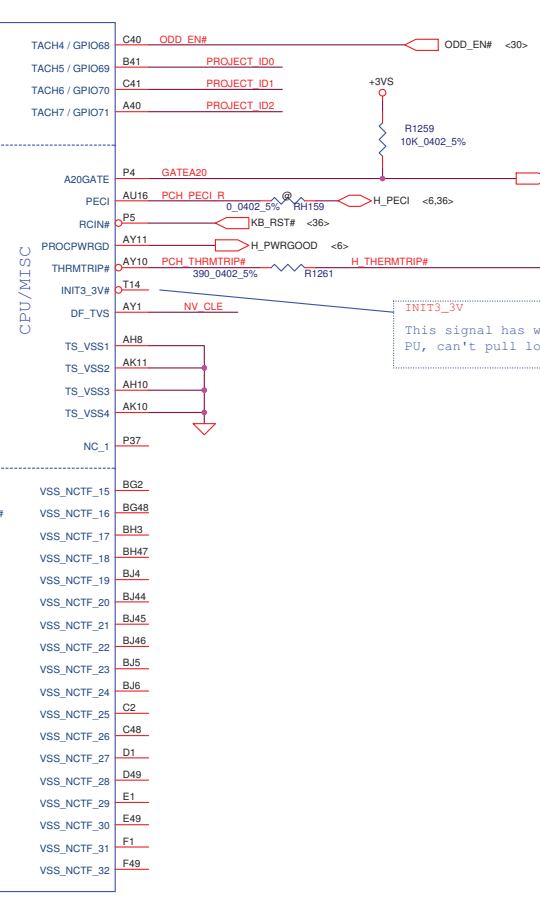 TACH4 / GPIO68 C40 ODD_EN# ODD_EN# <30>
TACH5 / GPIO69 B41 PROJECT_ID0
TACH6 / GPIO70 C41 PROJECT_ID1
+3VS
TACH7 / GPIO71 A40 PROJECT_ID2
R1259
10K_0402_5%
A20GATE P4 GATEA20
PECI AU16 PCH_PECI_R @ H_PECI <6,36>
0_0402_5% RH159
RCIN# P5 KB_RST# <36>
PROCPWRGD AY11 H_PWRGOOD <6>
THRMTRIP# AY10 PCH_THRMTRIP# H_THERMTRIP#
390_0402_5% R1261
INIT3_3V# T14
DF_TVS AY1 NV_CLE
INIT3_3V
This signal has w
PU, can't pull lo
CPU/MISC
TS_VSS1 AH8
TS_VSS2 AK11
TS_VSS3 AH10
TS_VSS4 AK10
NC_1 P37
VSS_NCTF_15 BG2
# VSS_NCTF_16 BG48
VSS_NCTF_17 BH3
VSS_NCTF_18 BH47
VSS_NCTF_19 BJ4
VSS_NCTF_20 BJ44
VSS_NCTF_21 BJ45
VSS_NCTF_22 BJ46
VSS_NCTF_23 BJ5
VSS_NCTF_24 BJ6
VSS_NCTF_25 C2
VSS_NCTF_26 C48
VSS_NCTF_27 D1
VSS_NCTF_28 D49
VSS_NCTF_29 E1
VSS_NCTF_30 E49
VSS_NCTF_31 F1
VSS_NCTF_32 F49